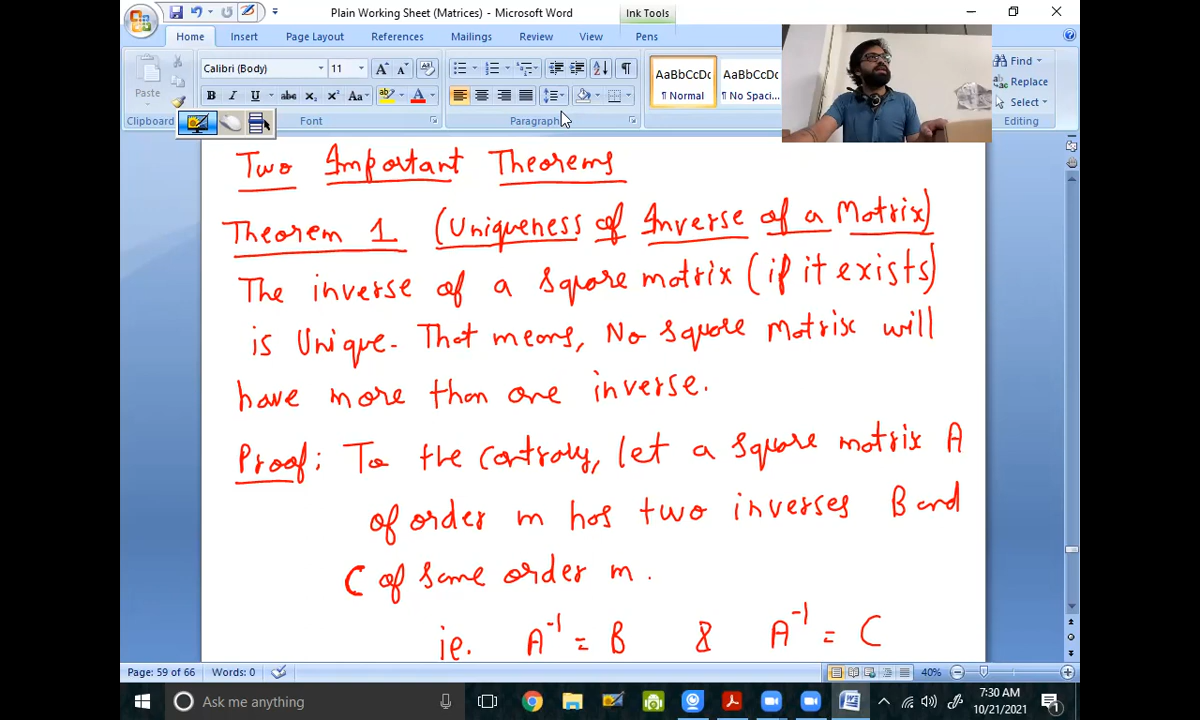 Plain Working Sheet (Matrices) - Microsoft Word
Ink Tools
Home Insert Page Layout References Mailings Review View Pens
Paste
Calibri (Body) 11
AaBbCcDc AaBbCcDc
¶ Normal ¶ No Spaci...
Find
Replace
Select
Clipboard Font Paragraph Editing
Two Important Theorems
Theorem 1 (Uniqueness of Inverse of a Matrix)
The inverse of a square matrix (if it exists)
is Unique. That means, No square Matrix will
have more than one inverse.
Proof: To the contrary, let a square matrix A
of order m has two inverses B and
C of same order m.
ie. A⁻¹ = B & A⁻¹ = C
Page: 59 of 66 Words: 0 40%
Ask me anything
7:30 AM
10/21/2021